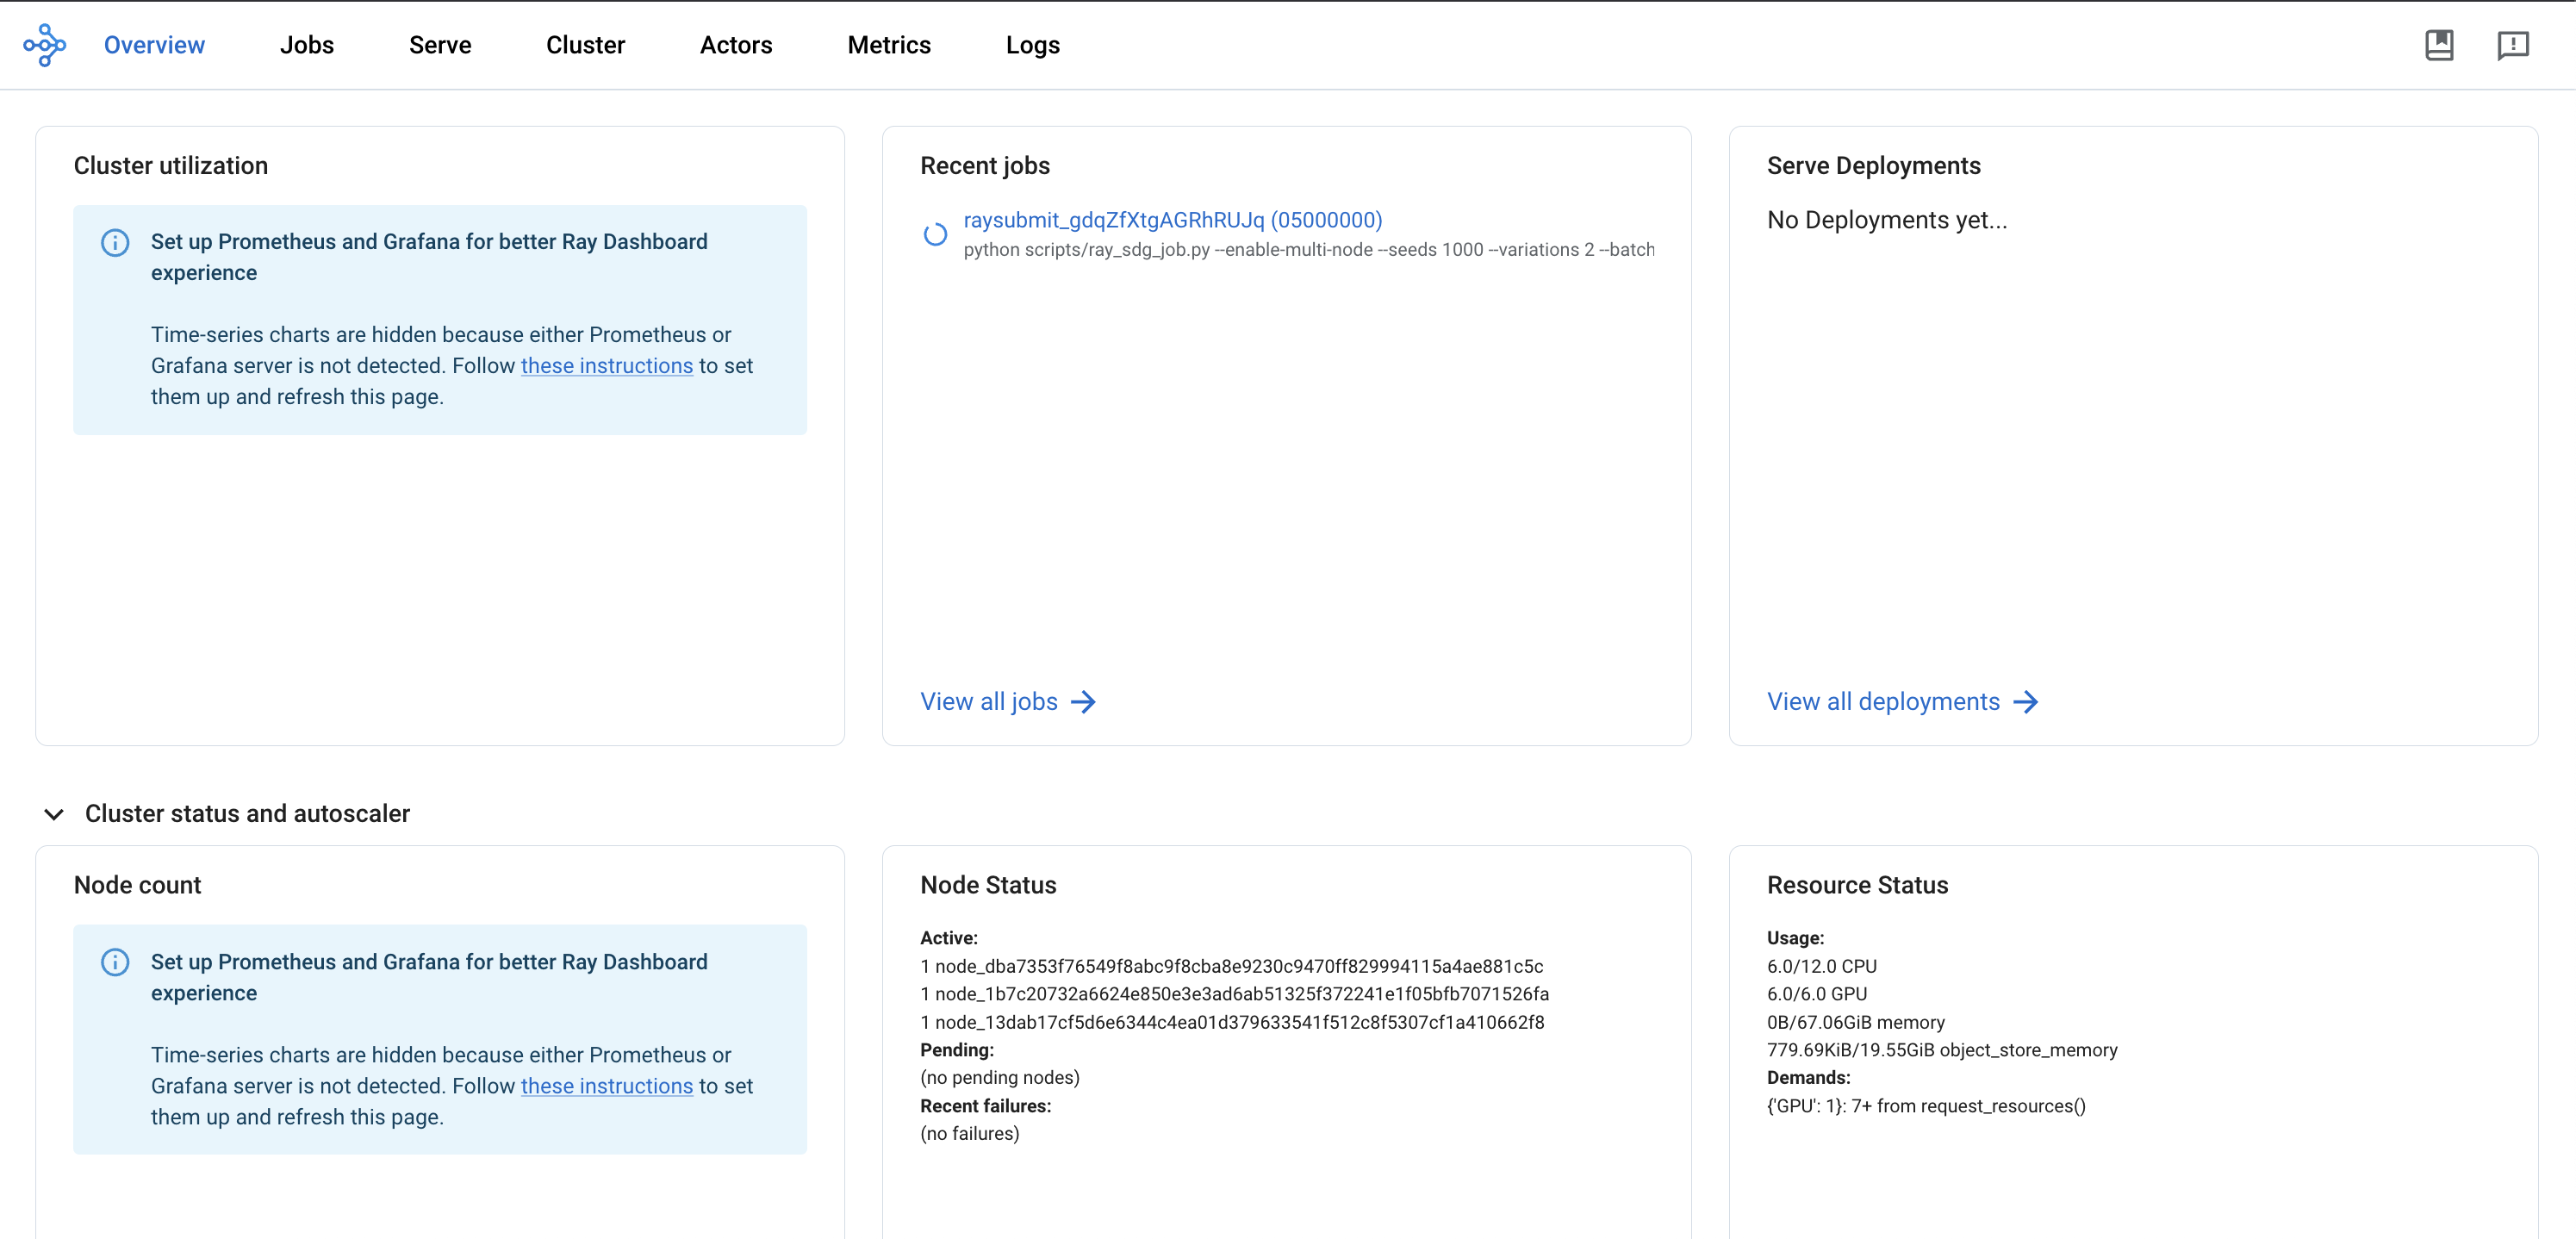 Overview Jobs Serve Cluster Actors Metrics Logs
Cluster utilization
Set up Prometheus and Grafana for better Ray Dashboard
experience
Time-series charts are hidden because either Prometheus or
Grafana server is not detected. Follow these instructions to set
them up and refresh this page.
Recent jobs
raysubmit_gdqZfXtgAGRhRUJq (05000000)
python scripts/ray_sdg_job.py --enable-multi-node --seeds 1000 --variations 2 --batch
View all jobs
Serve Deployments
No Deployments yet...
View all deployments
Cluster status and autoscaler
Node count
Set up Prometheus and Grafana for better Ray Dashboard
experience
Time-series charts are hidden because either Prometheus or
Grafana server is not detected. Follow these instructions to set
them up and refresh this page.
Node Status
Active:
1 node_dba7353f76549f8abc9f8cba8e9230c9470ff829994115a4ae881c5c
1 node_1b7c20732a6624e850e3e3ad6ab51325f372241e1f05bfb7071526fa
1 node_13dab17cf5d6e6344c4ea01d379633541f512c8f5307cf1a410662f8
Pending:
(no pending nodes)
Recent failures:
(no failures)
Resource Status
Usage:
6.0/12.0 CPU
6.0/6.0 GPU
0B/67.06GiB memory
779.69KiB/19.55GiB object_store_memory
Demands:
{'GPU': 1}: 7+ from request_resources()